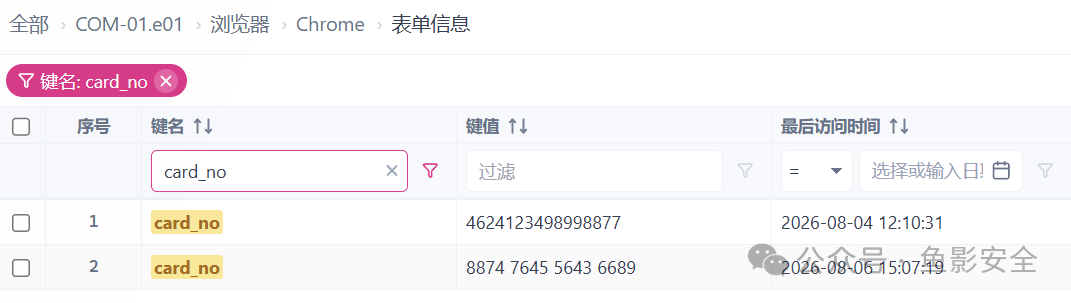 全部 › COM-01.e01 › 浏览器 › Chrome › 表单信息
键名: card_no ×
序号 键名 ↑↓ 键值 ↑↓ 最后访问时间 ↑↓
card_no × 过滤 = 选择或输入日期
1 card_no 4624123498998877 2026-08-04 12:10:31
2 card_no 8874 7645 5643 6689 2026-08-06 15:07:19
公众号 · 鱼影安全